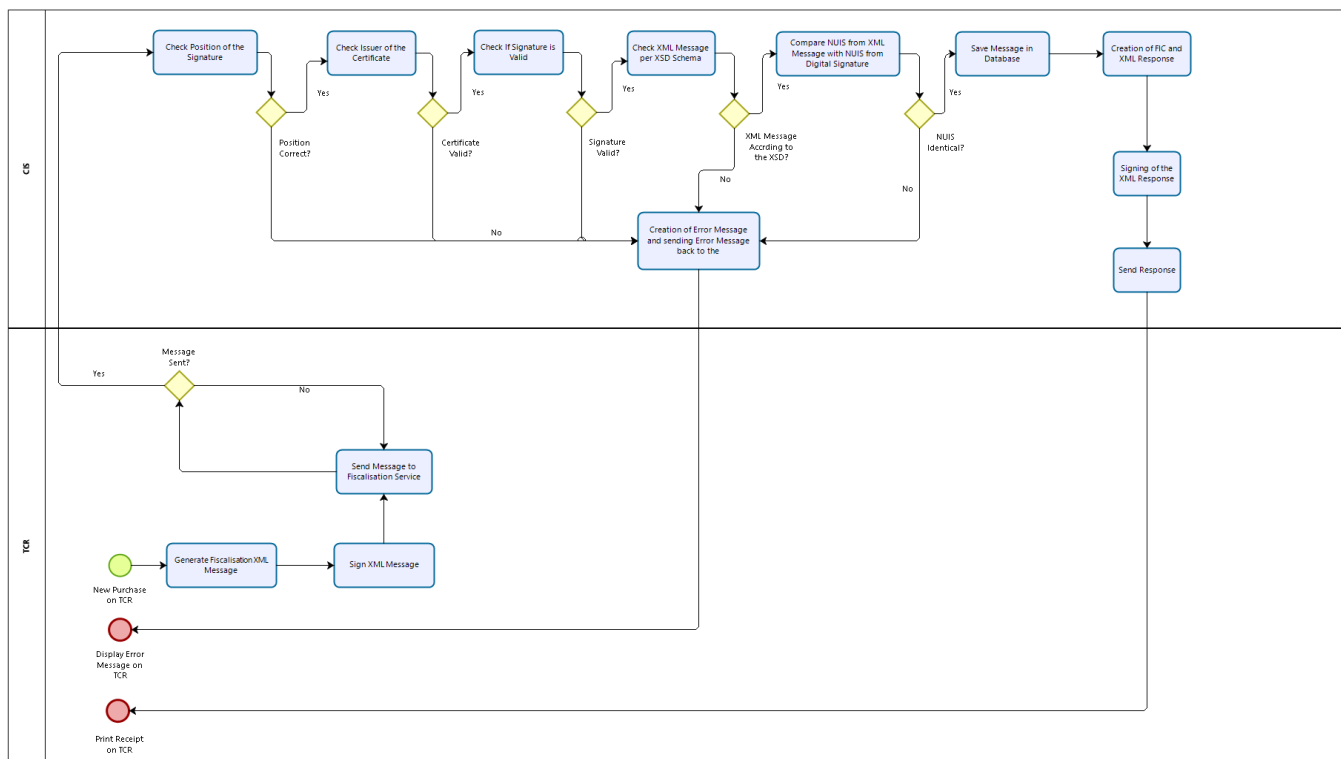 CIS
Check Position of the
Signature
Check Issuer of the
Certificate
Check If Signature is
Valid
Check XML Message
per XSD Schema
Compare NUIS from XML
Message with NUIS from
Digital Signature
Save Message in
Database
Creation of FIC and
XML Response
Yes
Yes
Yes
Yes
Yes
Position
Correct?
Certificate
Valid?
Signature
Valid?
XML Message
Accrding to
the XSD?
NUIS
Identical?
No
No
No
Signing of the
XML Response
Creation of Error Message
and sending Error Message
back to the
Send Response
TCR
Message
Sent?
Yes
No
Send Message to
Fiscalisation Service
Generate Fiscalisation XML
Message
Sign XML Message
New Purchase
on TCR
Display Error
Message on
TCR
Print Receipt
on TCR